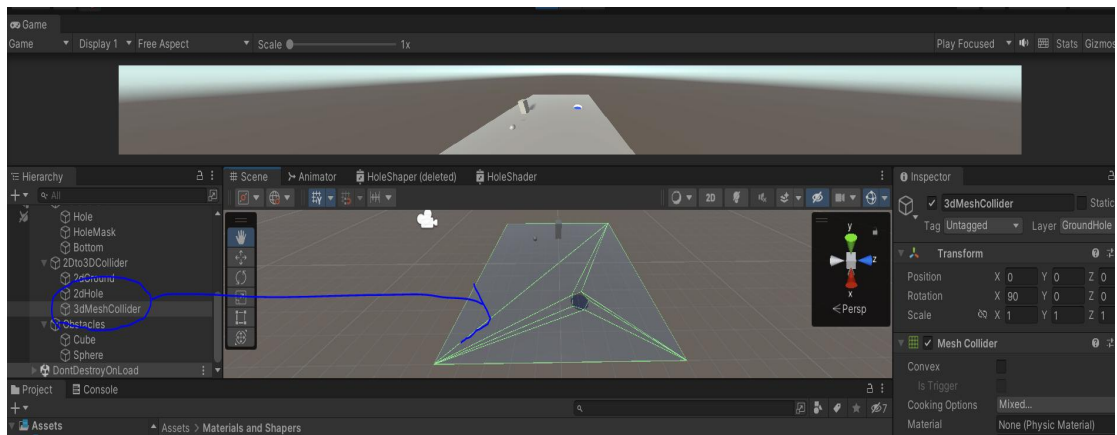 Game
Game Display 1 Free Aspect Scale 1x Play Focused Stats Gizmos
Hierarchy
All
Hole
HoleMask
Bottom
2Dto3DCollider
2dGround
2dHole
3dMeshCollider
Obstacles
Cube
Sphere
DontDestroyOnLoad
Scene Animator HoleShaper (deleted) HoleShader
2D
y
z
x
Persp
Inspector
3dMeshCollider Static
Tag Untagged Layer GroundHole
Transform
Position X 0 Y 0 Z 0
Rotation X 90 Y 0 Z 0
Scale X 1 Y 1 Z 1
Mesh Collider
Convex
Is Trigger
Cooking Options Mixed...
Material None (Physic Material)
Project Console
7
Assets Assets > Materials and Shapers